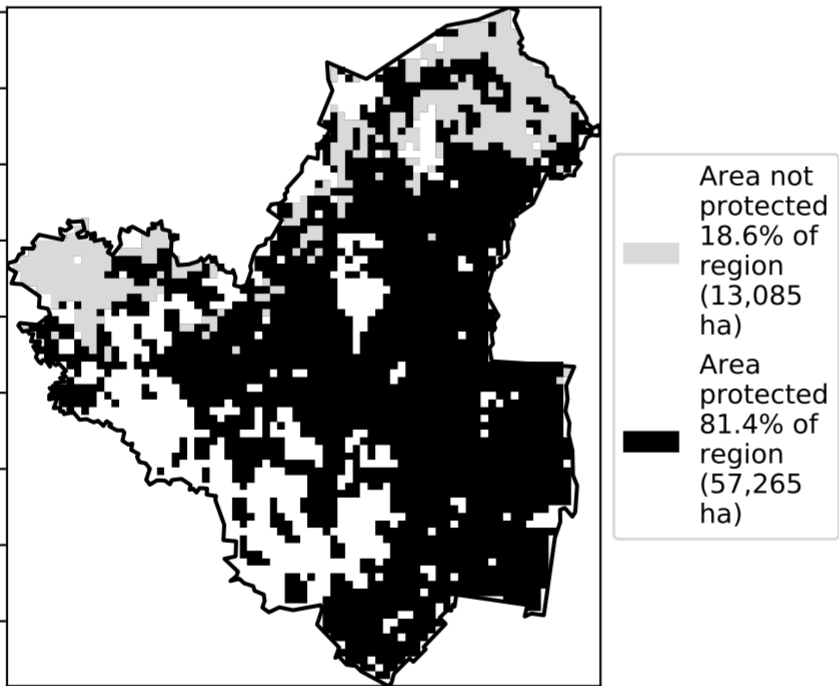 Area not
protected
18.6% of
region
(13,085
ha)
Area
protected
81.4% of
region
(57,265
ha)